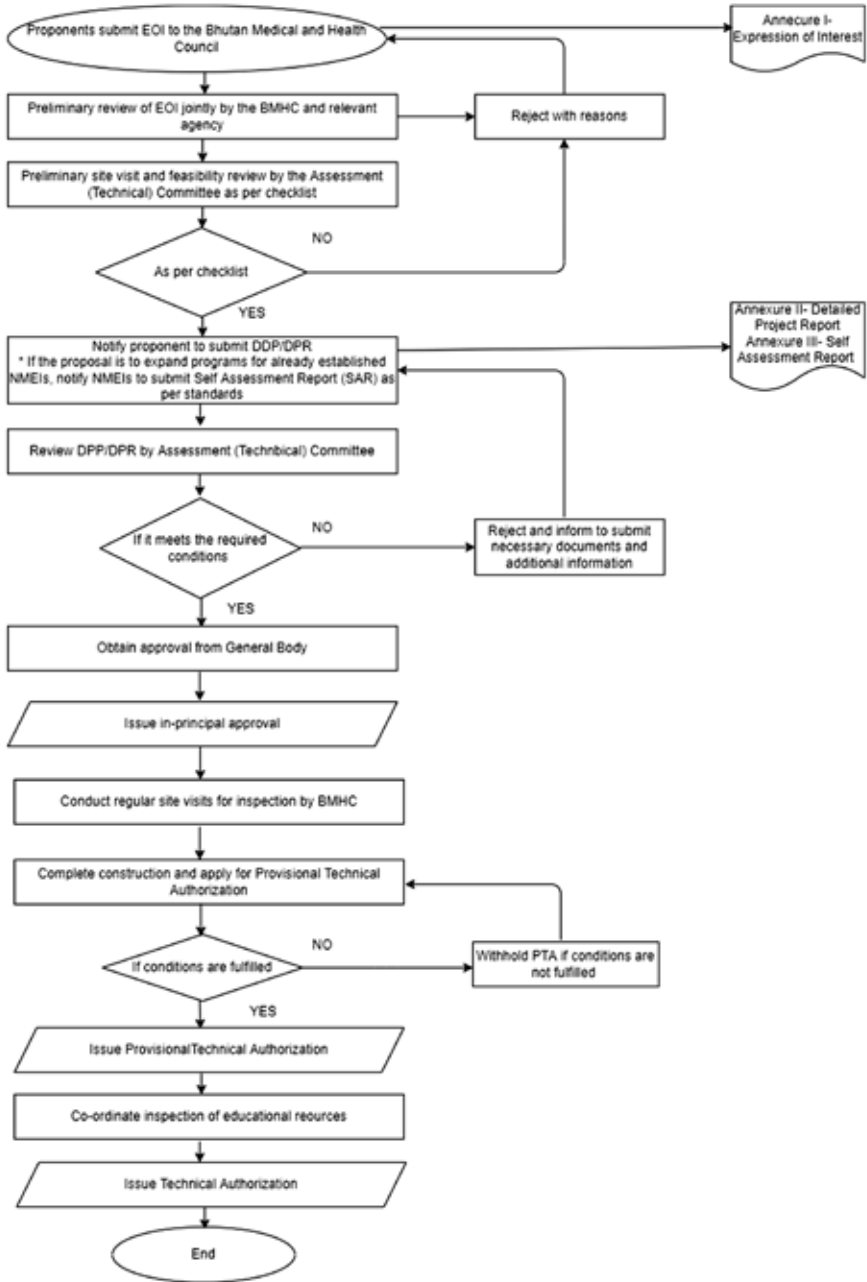 Proponents submit EOI to the Bhutan Medical and Health
Council
Annecure I-
Expression of Interest
Preliminary review of EOI jointly by the BMHC and relevant
agency
Reject with reasons
Preliminary site visit and feasibility review by the Assessment
(Technical) Committee as per checklist
NO
As per checklist
YES
Notify proponent to submit DDP/DPR
* If the proposal is to expand programs for already established
NMEIs, notify NMEIs to submit Self Assessment Report (SAR) as
per standards
Annexure II- Detailed
Project Report
Annexure III- Self
Assessment Report
Review DPP/DPR by Assessment (Technbical) Committee
NO
If it meets the required
conditions
Reject and inform to submit
necessary documents and
additional information
YES
Obtain approval from General Body
Issue in-principal approval
Conduct regular site visits for inspection by BMHC
Complete construction and apply for Provisional Technical
Authorization
NO
If conditions are fulfilled
Withhold PTA if conditions are
not fulfilled
YES
Issue ProvisionalTechnical Authorization
Co-ordinate inspection of educational reources
Issue Technical Authorization
End